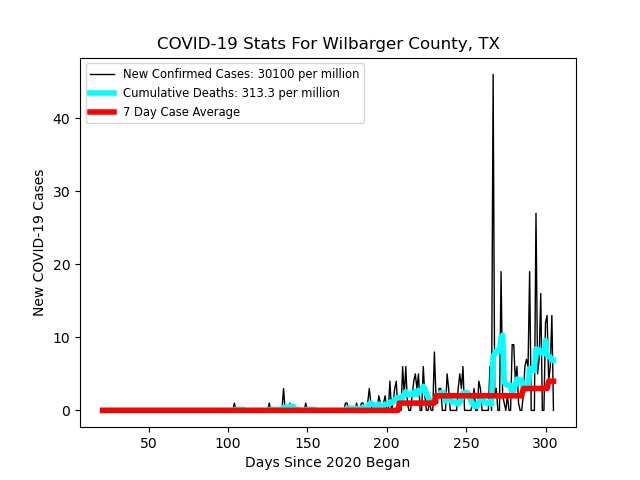 COVID-19 Stats For Wilbarger County, TX
New Confirmed Cases: 30100 per million
Cumulative Deaths: 313.3 per million
7 Day Case Average
New COVID-19 Cases
40
30
20
10
0
50 100 150 200 250 300
Days Since 2020 Began